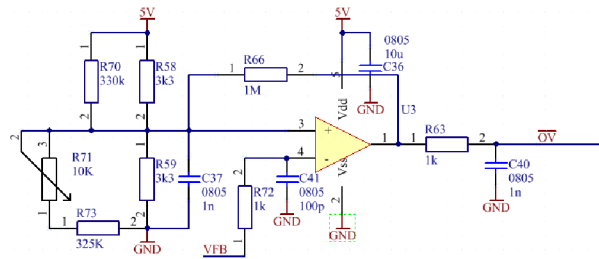 5V
5V
R70
330k
1
2
R58
3k3
1
2
R66
1M
1
2
0805
10u
C36
GND
5
Vdd
U3
3
+
4
-
1
Vss
2
GND
R63
1k
1
2
OV
C40
0805
1n
GND
2
3
R71
10K
1
R73
325K
1
2
R59
3k3
1
2
GND
C37
0805
1n
R72
1k
2
1
C41
0805
100p
GND
VFB